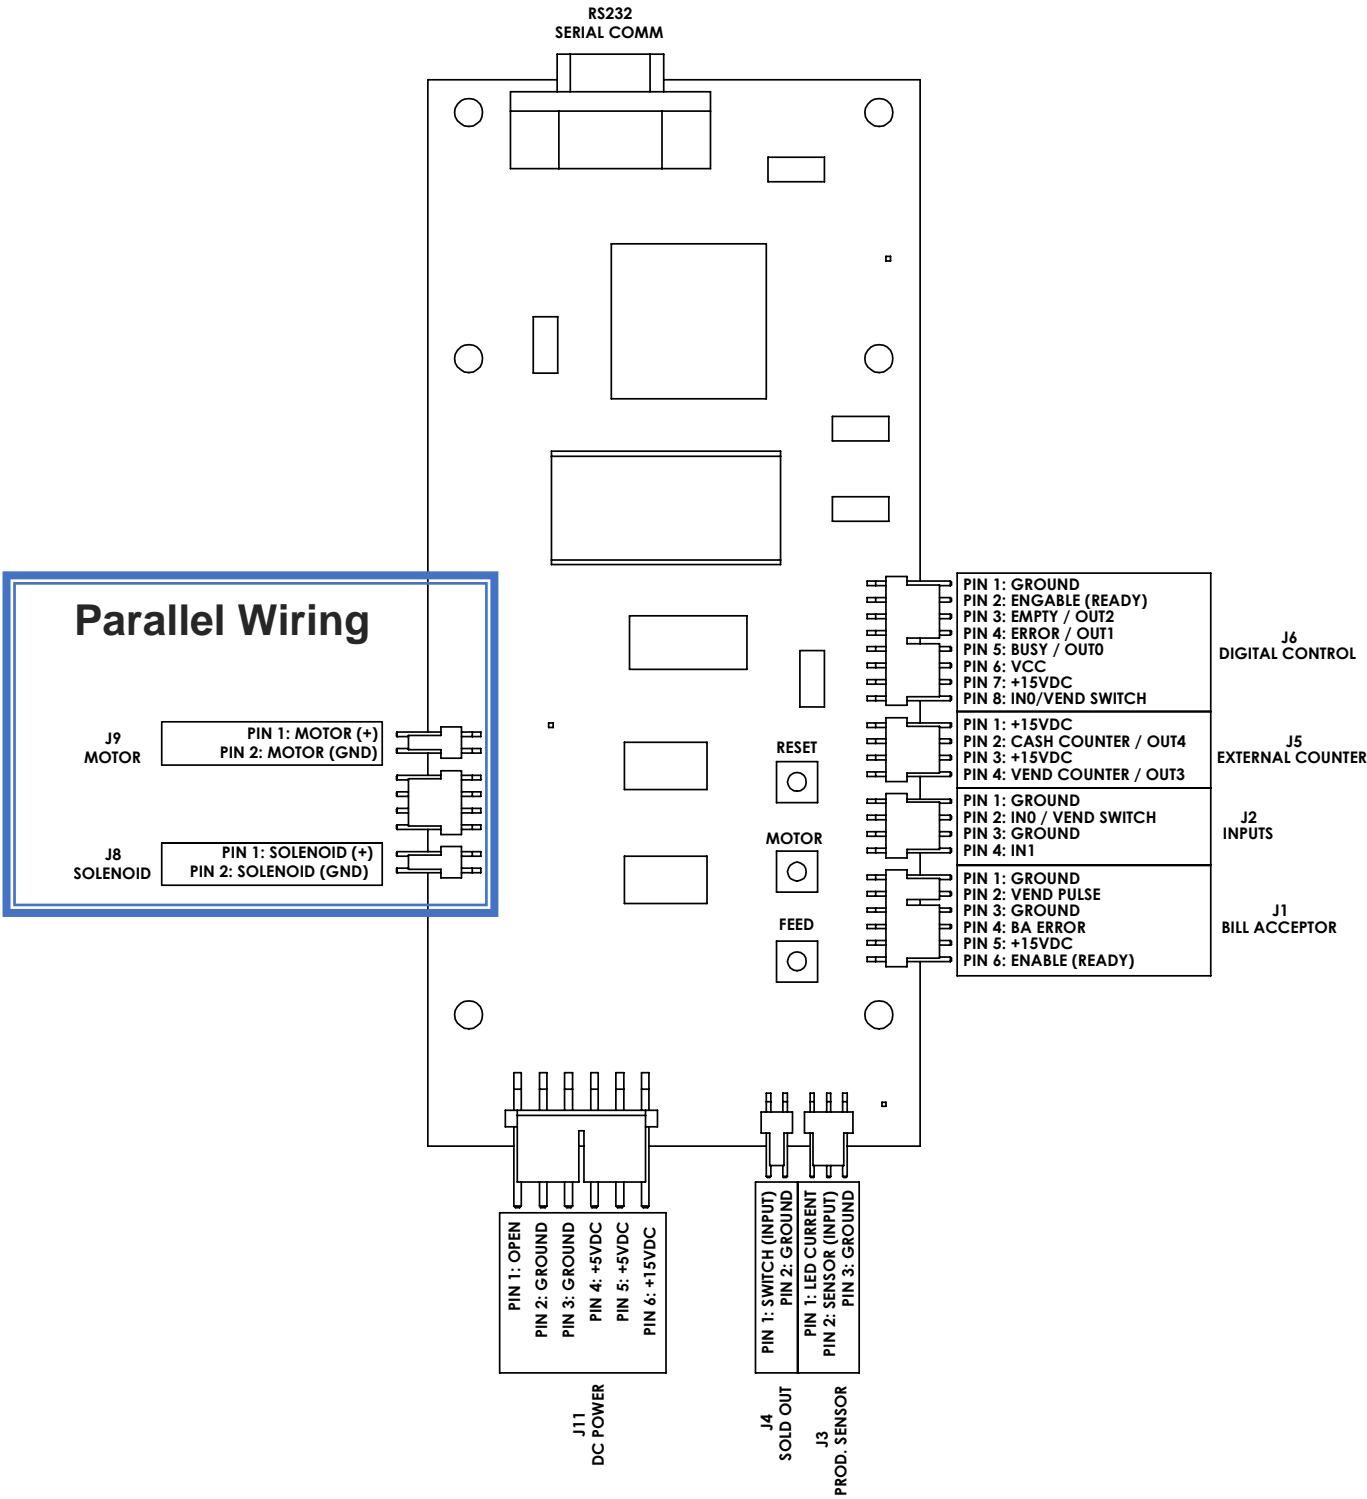 RS232
SERIAL COMM
Parallel Wiring
J9
MOTOR
PIN 1: MOTOR (+)
PIN 2: MOTOR (GND)
J8
SOLENOID
PIN 1: SOLENOID (+)
PIN 2: SOLENOID (GND)
RESET
MOTOR
FEED
PIN 1: GROUND
PIN 2: ENGABLE (READY)
PIN 3: EMPTY / OUT2
PIN 4: ERROR / OUT1
PIN 5: BUSY / OUT0
PIN 6: VCC
PIN 7: +15VDC
PIN 8: IN0/VEND SWITCH
J6
DIGITAL CONTROL
PIN 1: +15VDC
PIN 2: CASH COUNTER / OUT4
PIN 3: +15VDC
PIN 4: VEND COUNTER / OUT3
J5
EXTERNAL COUNTER
PIN 1: GROUND
PIN 2: IN0 / VEND SWITCH
PIN 3: GROUND
PIN 4: IN1
J2
INPUTS
PIN 1: GROUND
PIN 2: VEND PULSE
PIN 3: GROUND
PIN 4: BA ERROR
PIN 5: +15VDC
PIN 6: ENABLE (READY)
J1
BILL ACCEPTOR
PIN 1: OPEN
PIN 2: GROUND
PIN 3: GROUND
PIN 4: +5VDC
PIN 5: +5VDC
PIN 6: +15VDC
J11
DC POWER
PIN 1: SWITCH (INPUT)
PIN 2: GROUND
J4
SOLD OUT
PIN 1: LED CURRENT
PIN 2: SENSOR (INPUT)
PIN 3: GROUND
J3
PROD. SENSOR